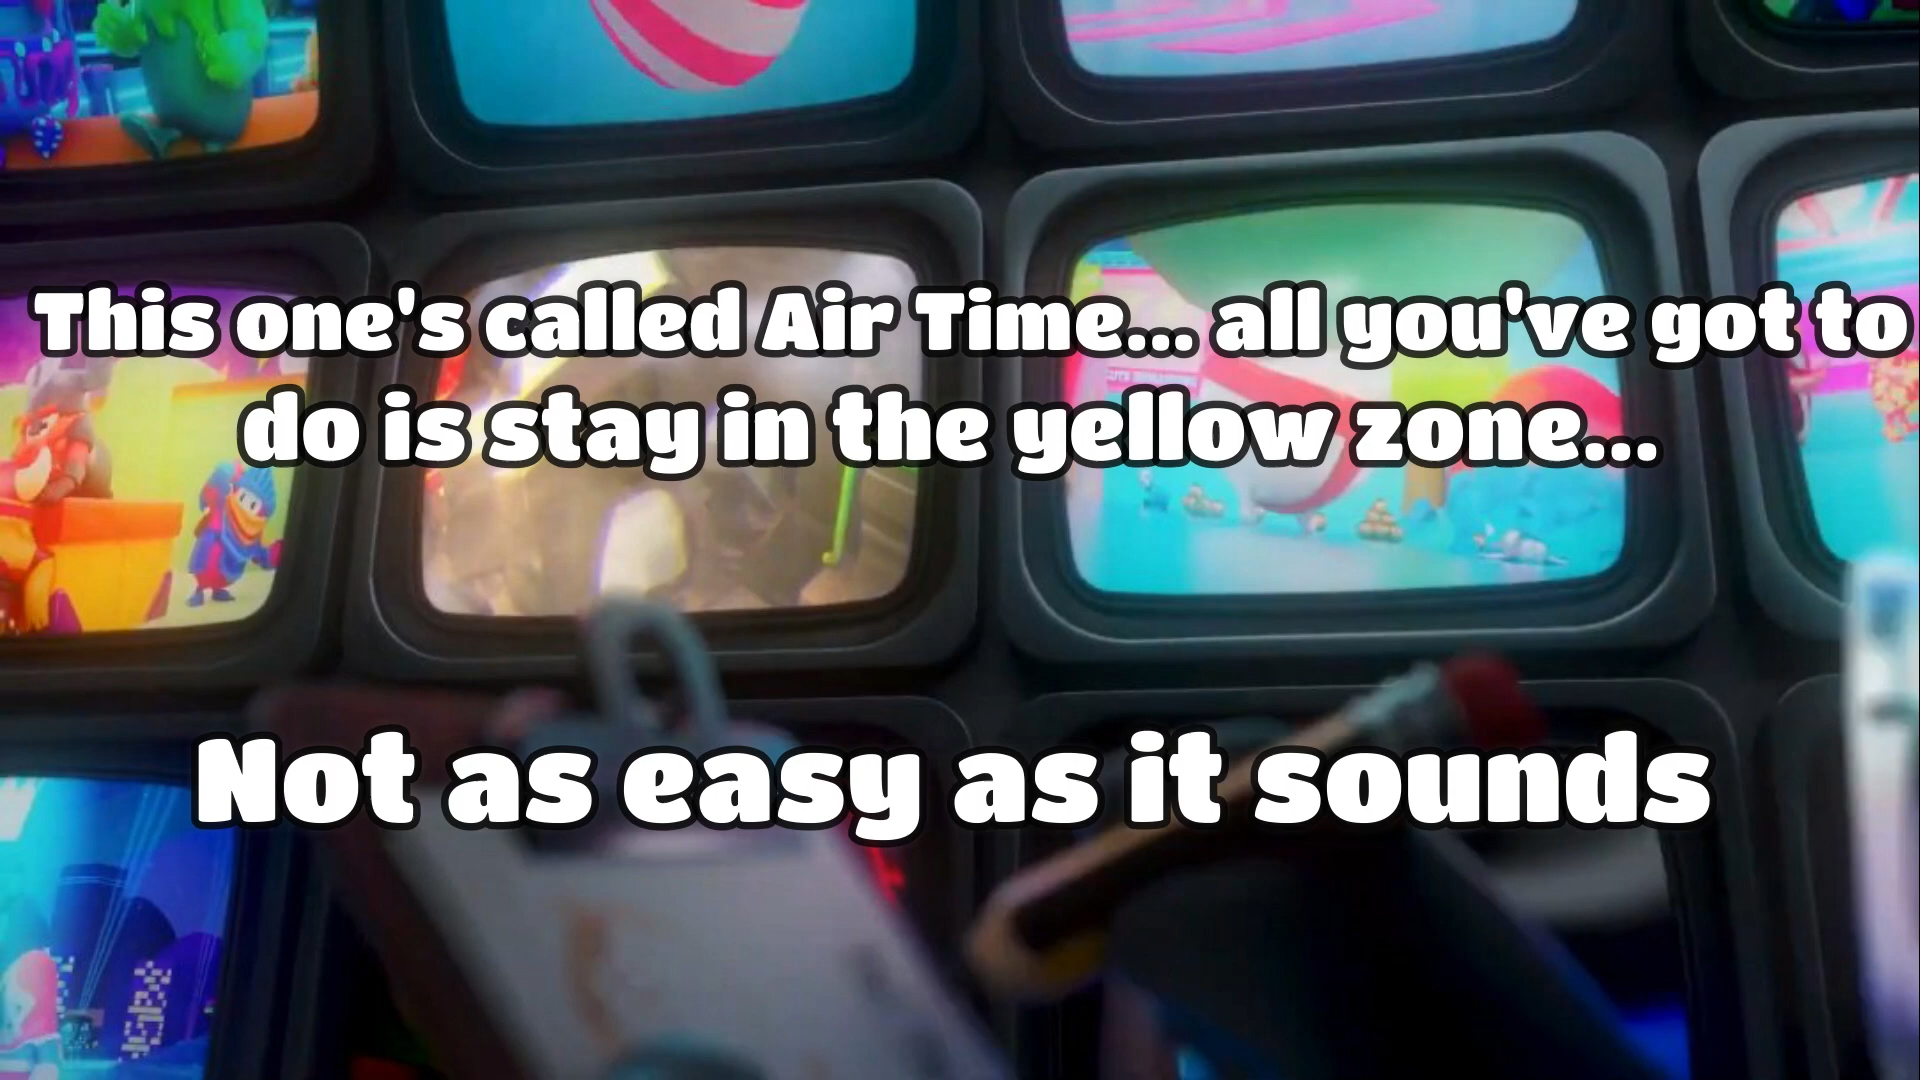 This one's called Air Time... all you've got to
do is stay in the yellow zone...
Not as easy as it sounds